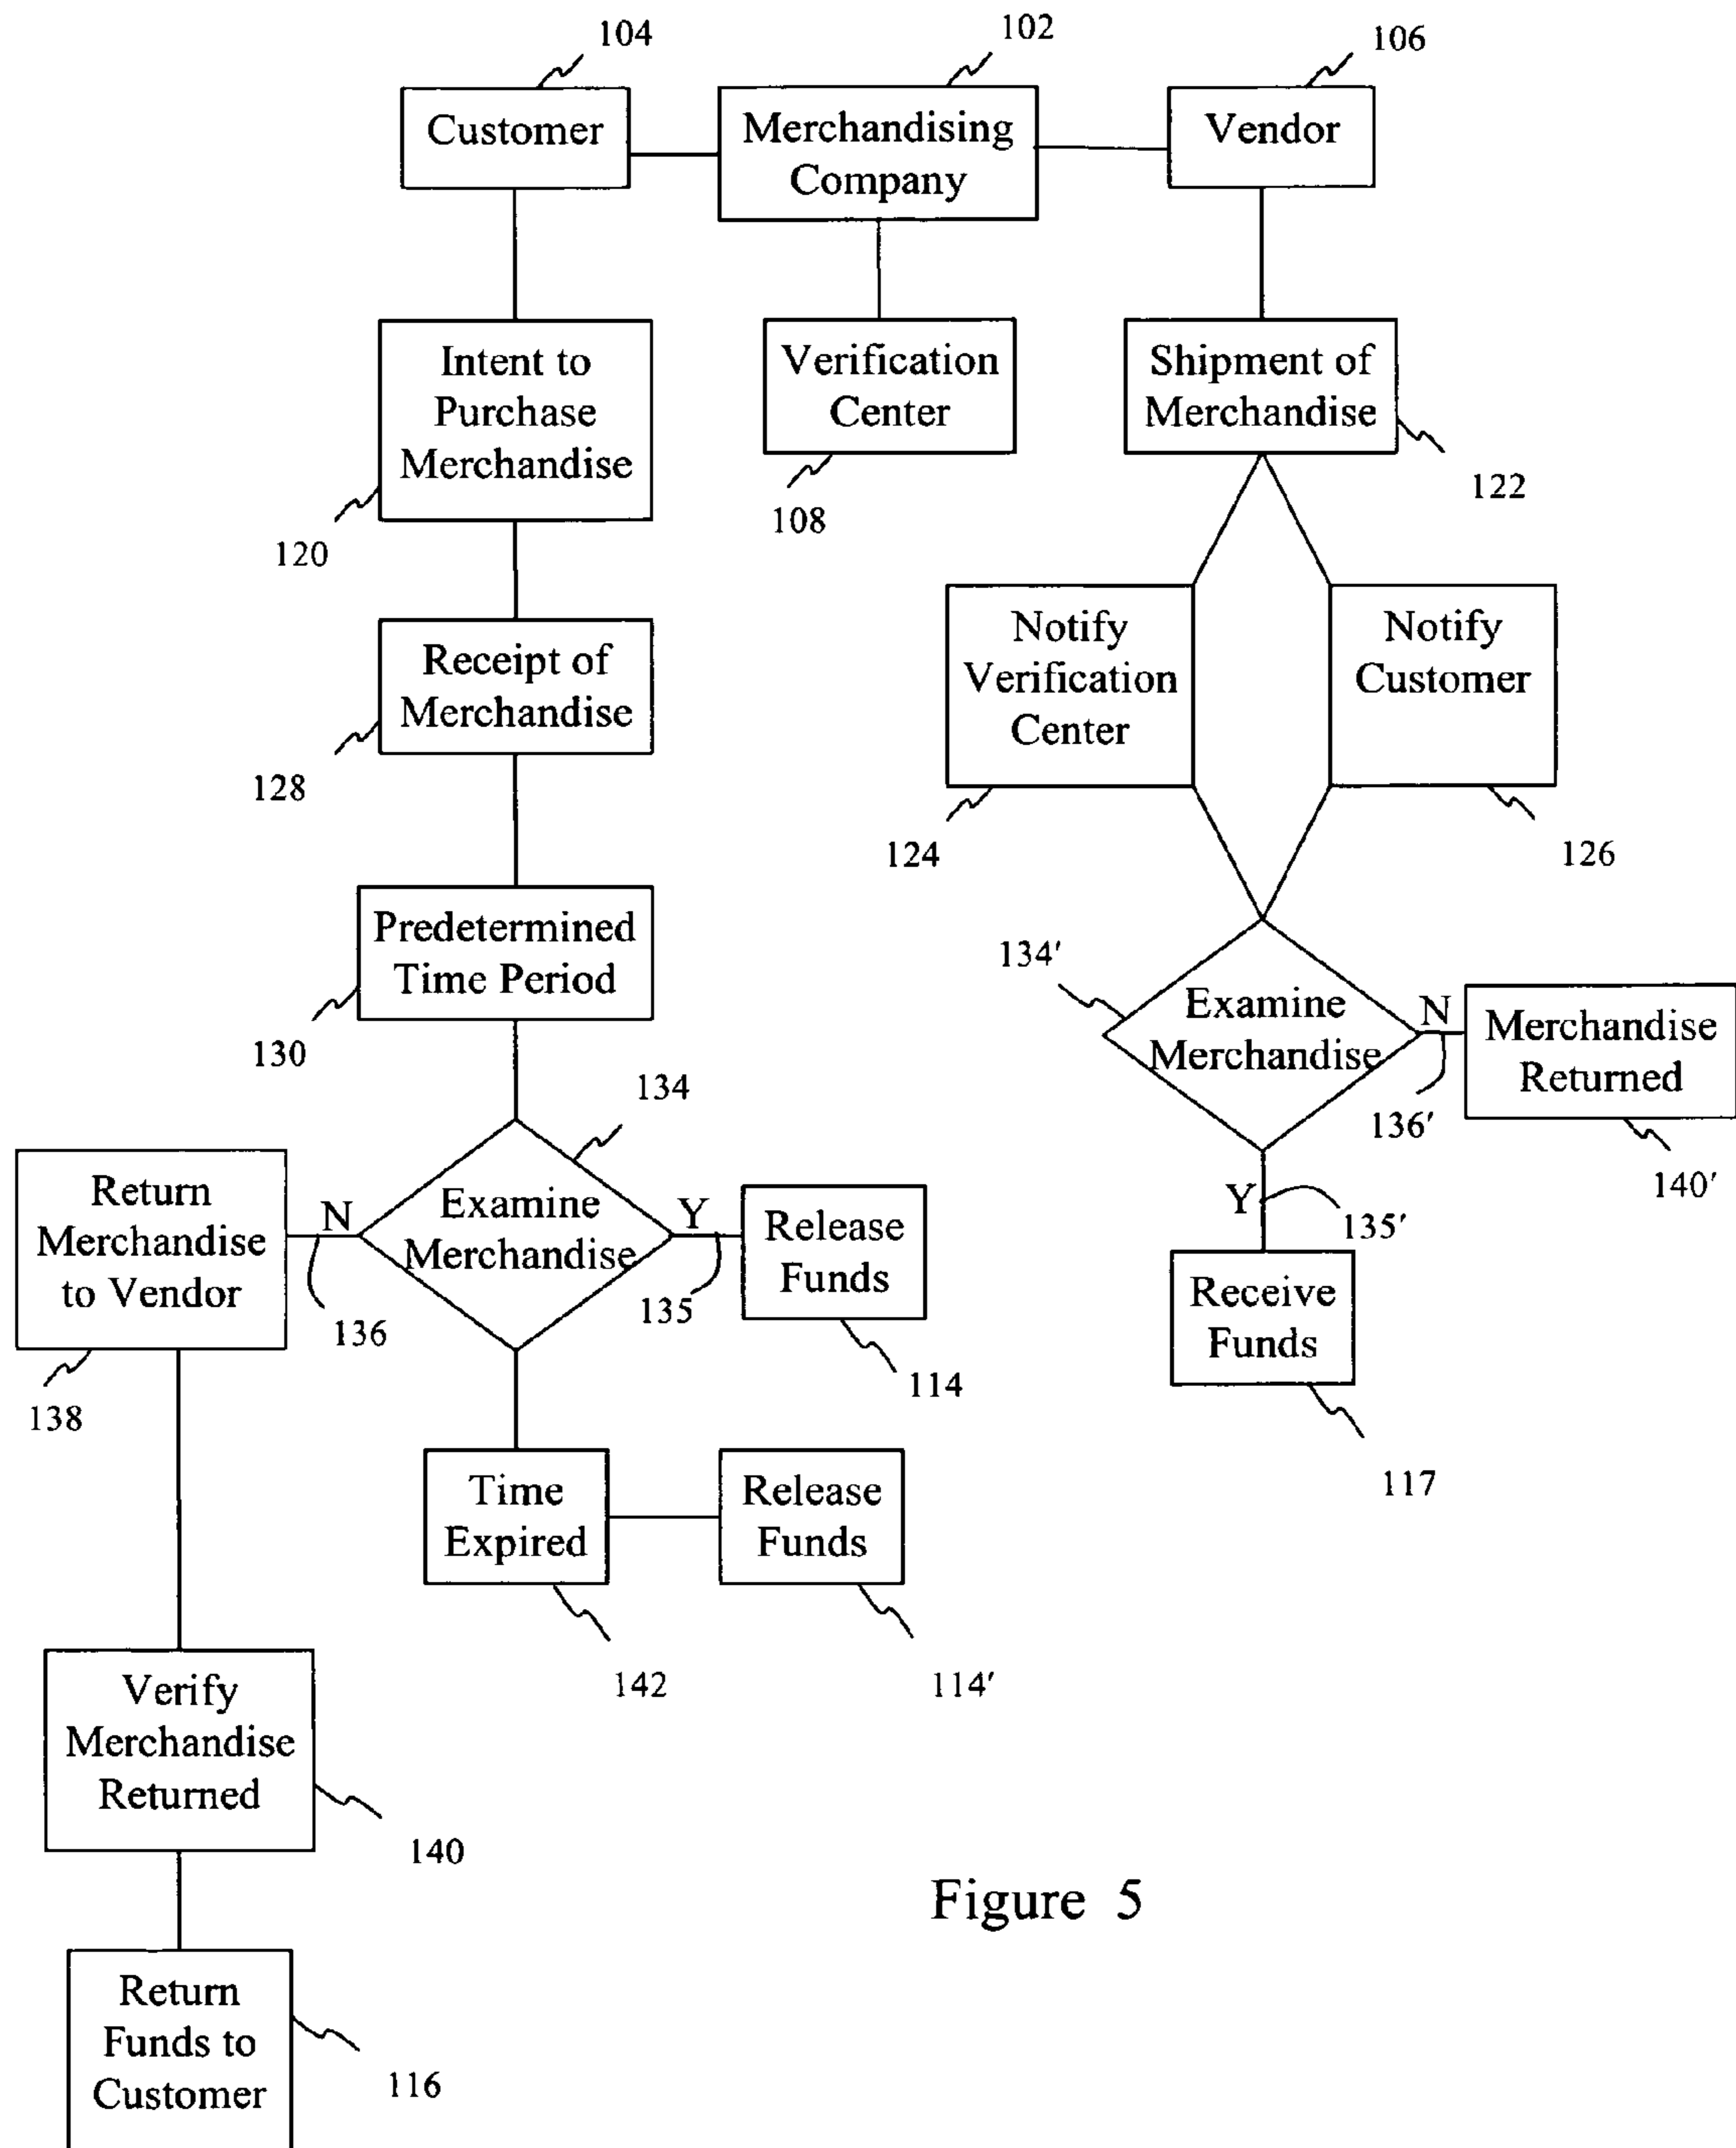 104
102
106
Customer
Merchandising
Company
Vendor
Intent to
Purchase
Merchandise
120
Verification
Center
108
Shipment of
Merchandise
122
Receipt of
Merchandise
128
Notify
Verification
Center
124
Notify
Customer
126
Predetermined
Time Period
130
134'
Examine
Merchandise
N
136'
Merchandise
Returned
140'
134
Examine
Merchandise
N
136
Y
135
Return
Merchandise
to Vendor
138
Release
Funds
114
Y
135'
Receive
Funds
117
Time
Expired
142
Release
Funds
114'
Verify
Merchandise
Returned
140
Return
Funds to
Customer
116
Figure 5